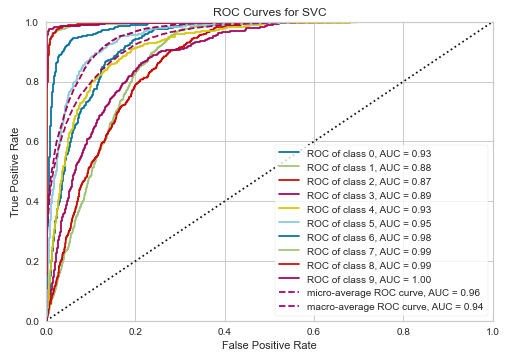 ROC Curves for SVC
True Positive Rate
1.0
0.8
0.6
0.4
0.2
0.0
ROC of class 0, AUC = 0.93
ROC of class 1, AUC = 0.88
ROC of class 2, AUC = 0.87
ROC of class 3, AUC = 0.89
ROC of class 4, AUC = 0.93
ROC of class 5, AUC = 0.95
ROC of class 6, AUC = 0.98
ROC of class 7, AUC = 0.99
ROC of class 8, AUC = 0.99
ROC of class 9, AUC = 1.00
micro-average ROC curve, AUC = 0.96
macro-average ROC curve, AUC = 0.94
0.0 0.2 0.4 0.6 0.8 1.0
False Positive Rate